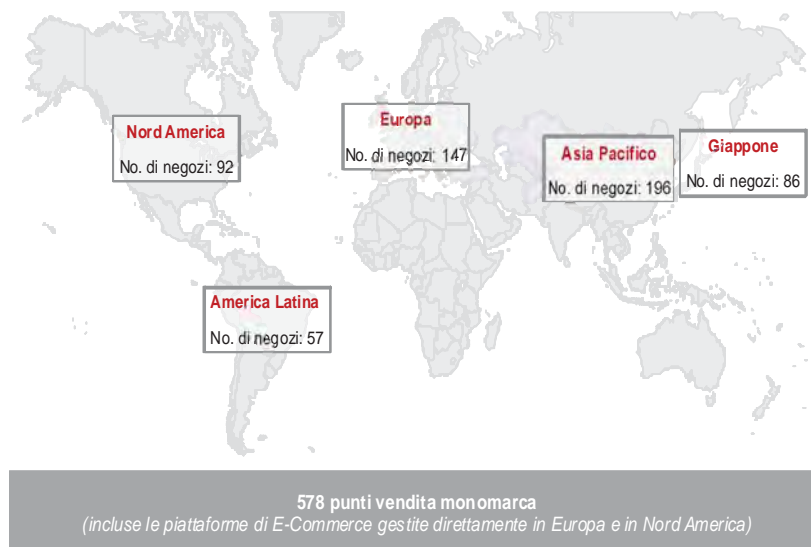 Nord America
No. di negozi: 92
Europa
No. di negozi: 147
Asia Pacifico
No. di negozi: 196
Giappone
No. di negozi: 86
America Latina
No. di negozi: 57
578 punti vendita monomarca
(incluse le piattaforme di E-Commerce gestite direttamente in Europa e in Nord America)